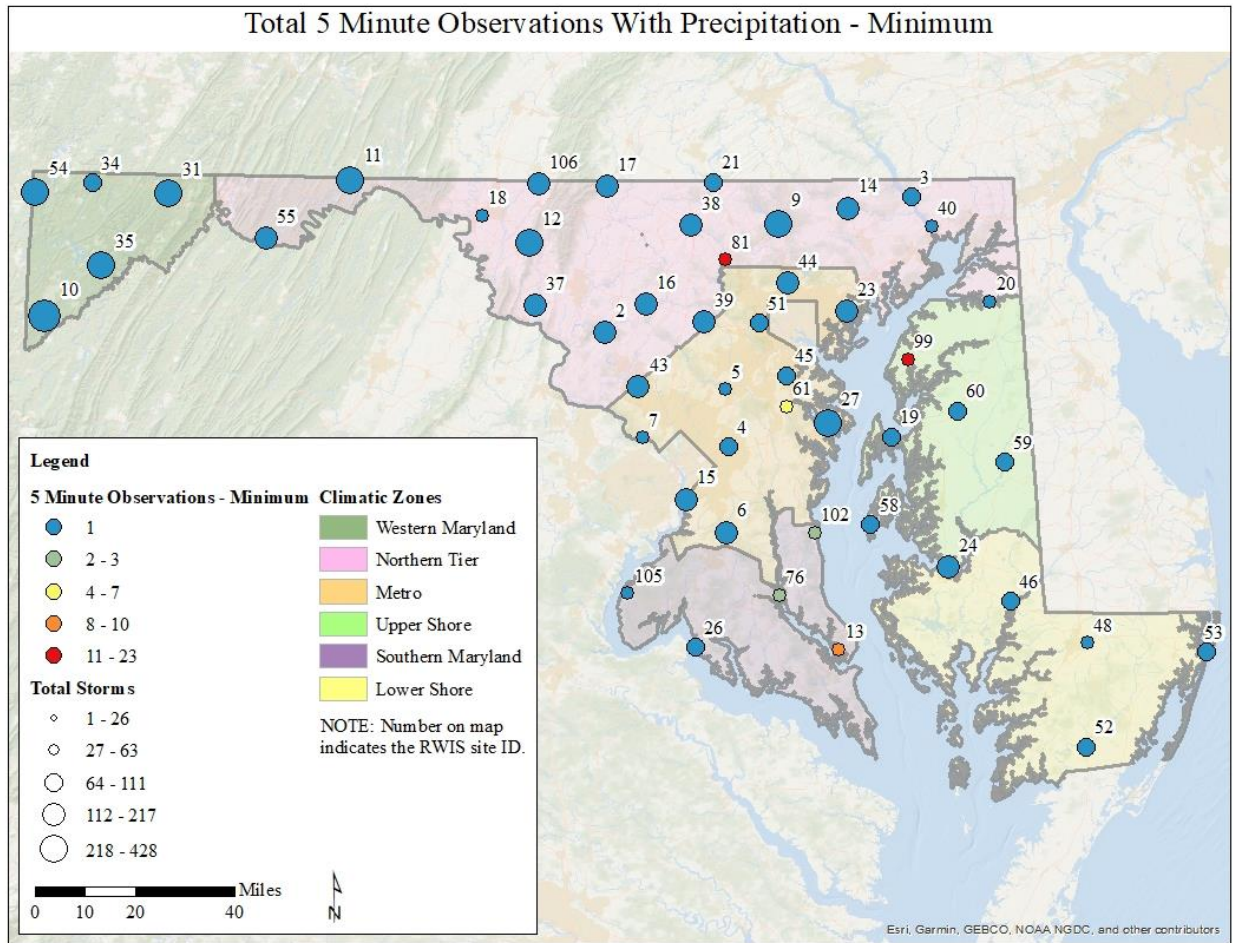 Total 5 Minute Observations With Precipitation - Minimum
54
34
31
11
106
17
21
3
18
12
38
9
14
40
55
35
81
10
37
16
44
20
2
39
51
23
43
5
45
99
61
27
60
7
4
19
59
15
6
102
58
24
105
76
46
26
13
48
53
52
Legend
5 Minute Observations - Minimum
1
2 - 3
4 - 7
8 - 10
11 - 23
Total Storms
1 - 26
27 - 63
64 - 111
112 - 217
218 - 428
Climatic Zones
Western Maryland
Northern Tier
Metro
Upper Shore
Southern Maryland
Lower Shore
NOTE: Number on map
indicates the RWIS site ID.
Miles
0 10 20 40
N
Esri, Garmin, GEBCO, NOAA NGDC, and other contributors